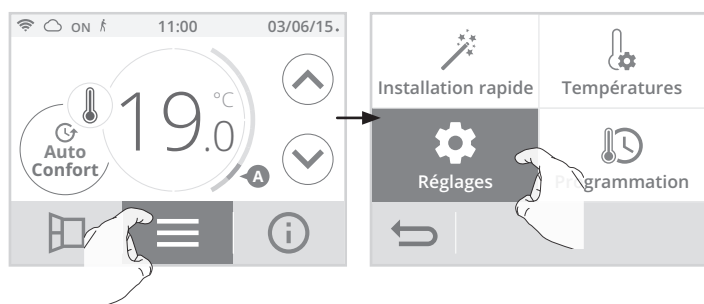 ON 11:00 03/06/15.
19.0 °C
Auto
Confort
A
Installation rapide
Températures
Réglages
Programmation